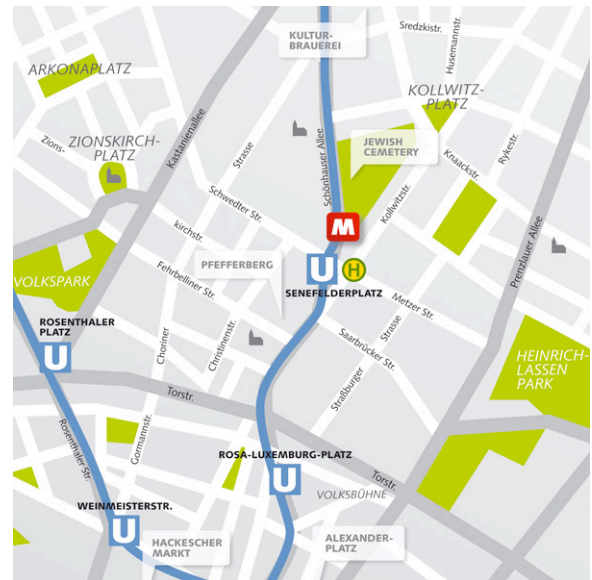 KULTUR-
BRAUEREI
Sredzkistr.
Husemannstr.
ARKONAPLATZ
KOLLWITZ-
PLATZ
Kastanienallee
Schönhauser Allee
JEWISH
CEMETERY
Zions-
ZIONSKIRCH-
PLATZ
Strasse
Knaackstr.
Rykestr.
Schwedter Str.
Kollwitzstr.
kirchstr.
M
Prenzlauer Allee
PFEFFERBERG
U
H
Fehrbelliner Str.
VOLKSPARK
SENEFELDERPLATZ
Metzer Str.
ROSENTHALER
PLATZ
U
Choriner
Christinenstr.
Saarbrücker Str.
Straßburger
Strasse
HEINRICH-
LASSEN
PARK
Torstr.
Rosenthaler Str.
Gormannstr.
ROSA-LUXEMBURG-PLATZ
U
Torstr.
VOLKSBÜHNE
WEINMEISTERSTR.
U
HACKESCHER
MARKT
ALEXANDER-
PLATZ